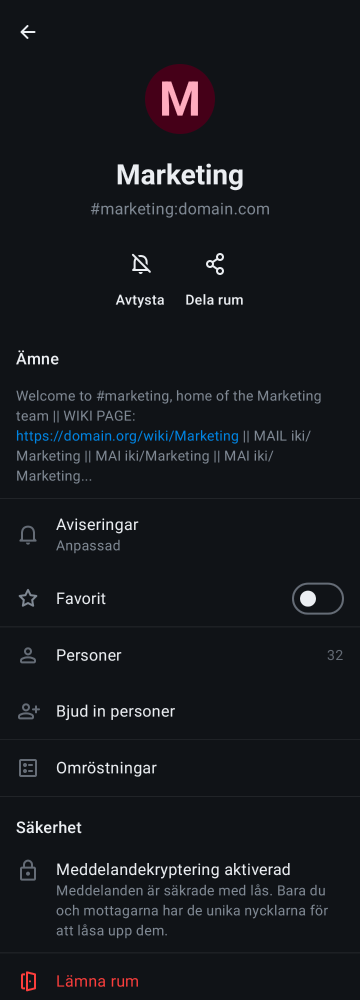 M
Marketing
#marketing:domain.com
Avtysta
Dela rum
Ämne
Welcome to #marketing, home of the Marketing
team || WIKI PAGE:
https://domain.org/wiki/Marketing || MAIL iki/
Marketing || MAI iki/Marketing || MAI iki/
Marketing...
Aviseringar
Anpassad
Favorit
Personer 32
Bjud in personer
Omröstningar
Säkerhet
Meddelandekryptering aktiverad
Meddelanden är säkrade med lås. Bara du
och mottagarna har de unika nycklarna för
att låsa upp dem.
Lämna rum